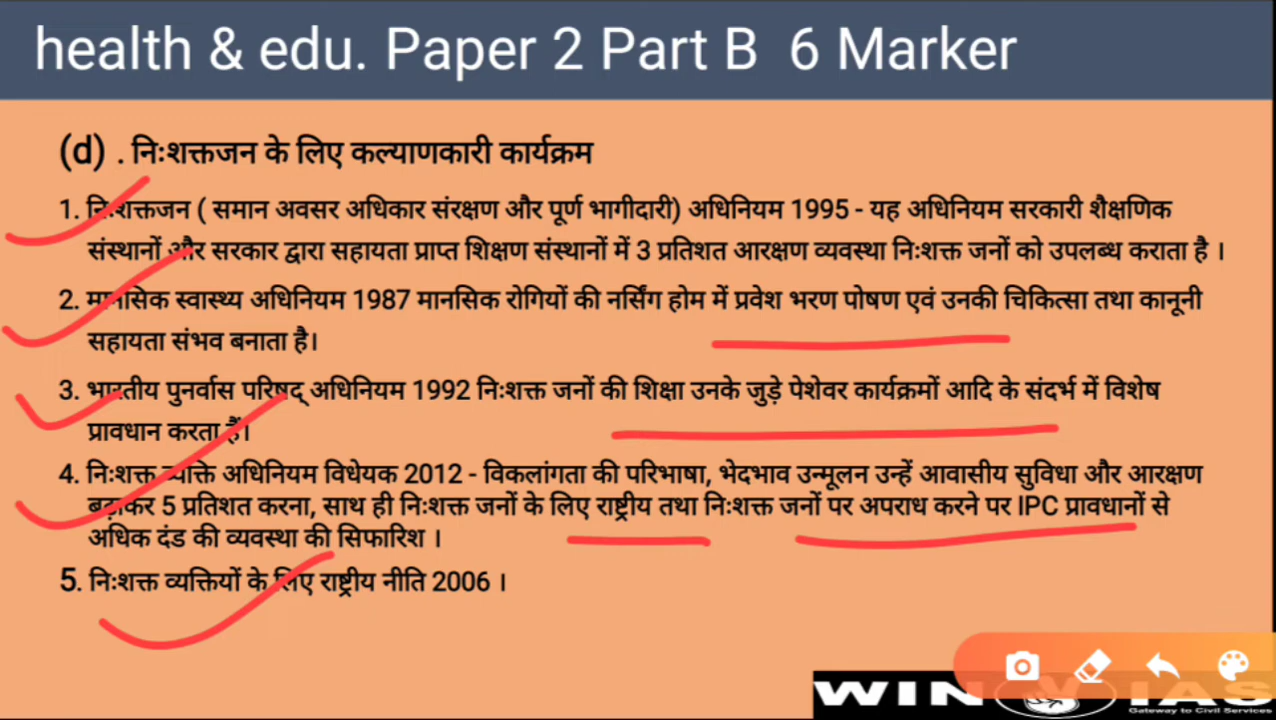 health & edu. Paper 2 Part B 6 Marker
(d) . निःशक्तजन के लिए कल्याणकारी कार्यक्रम
1. निःशक्तजन ( समान अवसर अधिकार संरक्षण और पूर्ण भागीदारी) अधिनियम 1995 - यह अधिनियम सरकारी शैक्षणिक
संस्थानों और सरकार द्वारा सहायता प्राप्त शिक्षण संस्थानों में 3 प्रतिशत आरक्षण व्यवस्था निःशक्त जनों को उपलब्ध कराता है ।
2. मानसिक स्वास्थ्य अधिनियम 1987 मानसिक रोगियों की नर्सिंग होम में प्रवेश भरण पोषण एवं उनकी चिकित्सा तथा कानूनी
सहायता संभव बनाता है।
3. भारतीय पुनर्वास परिषद् अधिनियम 1992 निःशक्त जनों की शिक्षा उनके जुड़े पेशेवर कार्यक्रमों आदि के संदर्भ में विशेष
प्रावधान करता हैं।
4. निःशक्त व्यक्ति अधिनियम विधेयक 2012 - विकलांगता की परिभाषा, भेदभाव उन्मूलन उन्हें आवासीय सुविधा और आरक्षण
बढ़ाकर 5 प्रतिशत करना, साथ ही निःशक्त जनों के लिए राष्ट्रीय तथा निःशक्त जनों पर अपराध करने पर IPC प्रावधानों से
अधिक दंड की व्यवस्था की सिफारिश ।
5. निःशक्त व्यक्तियों के लिए राष्ट्रीय नीति 2006 ।
WIN IAS
Gateway to Civil Services